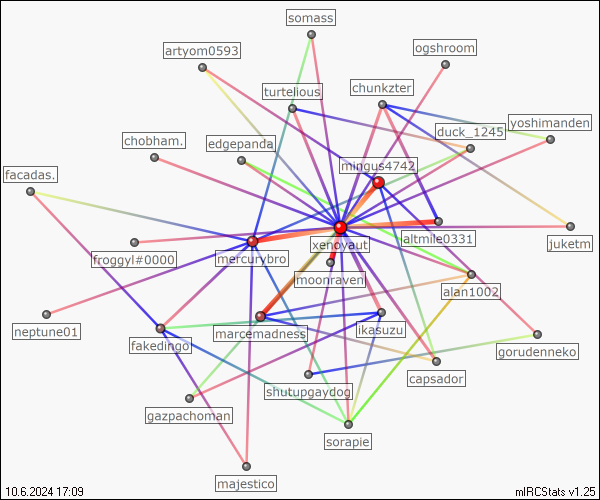 somass
artyom0593
ogshroom
turtelious
chunkzter
yoshimanden
duck_1245
chobham.
edgepanda
mingus4742
facadas.
altmile0331
xenoyaut
juketm
froggyl#0000
mercurybro
moonraven
alan1002
neptune01
marcemadness
ikasuzu
fakedingo
gorudenneko
capsador
shutupgaydog
gazpachoman
sorapie
majestico
10.6.2024 17:09
mIRCStats v1.25